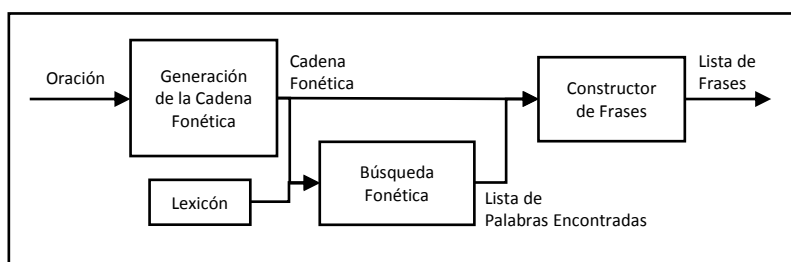 Oración
Generación
de la Cadena
Fonética
Cadena
Fonética
Constructor
de Frases
Lista de
Frases
Lexicón
Búsqueda
Fonética
Lista de
Palabras Encontradas